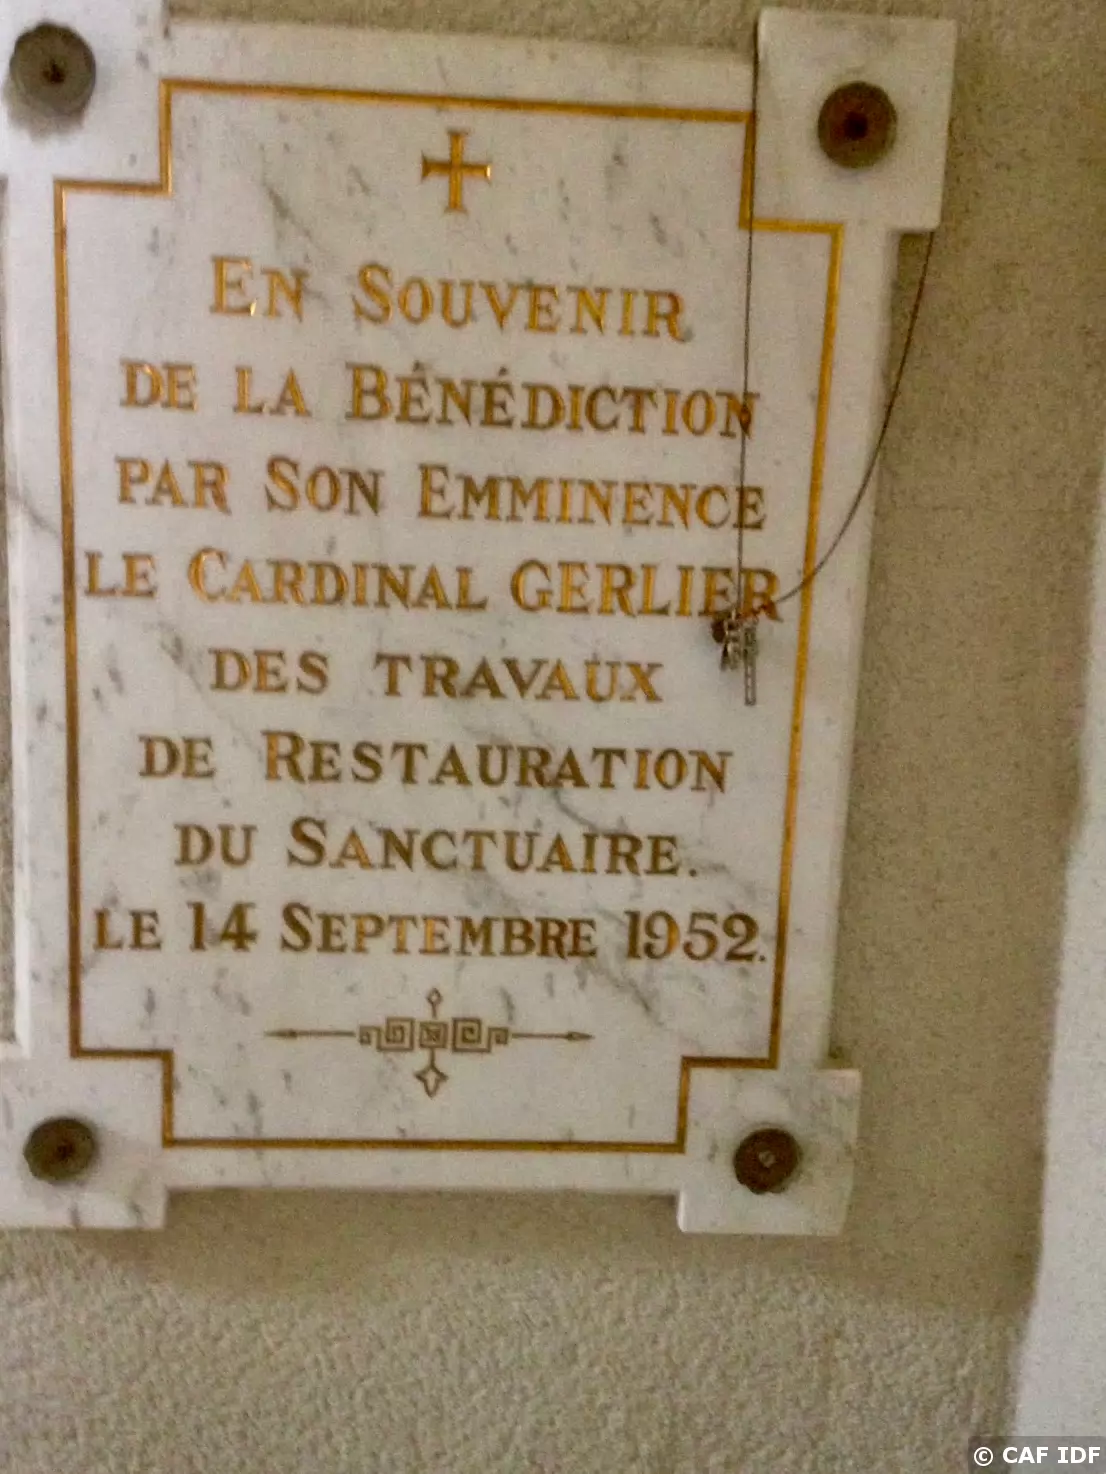 En Souvenir
de la Bénédiction
par Son Emminence
le Cardinal GERLIER
des travaux
de Restauration
du Sanctuaire.
le 14 Septembre 1952.
© CAF IDF